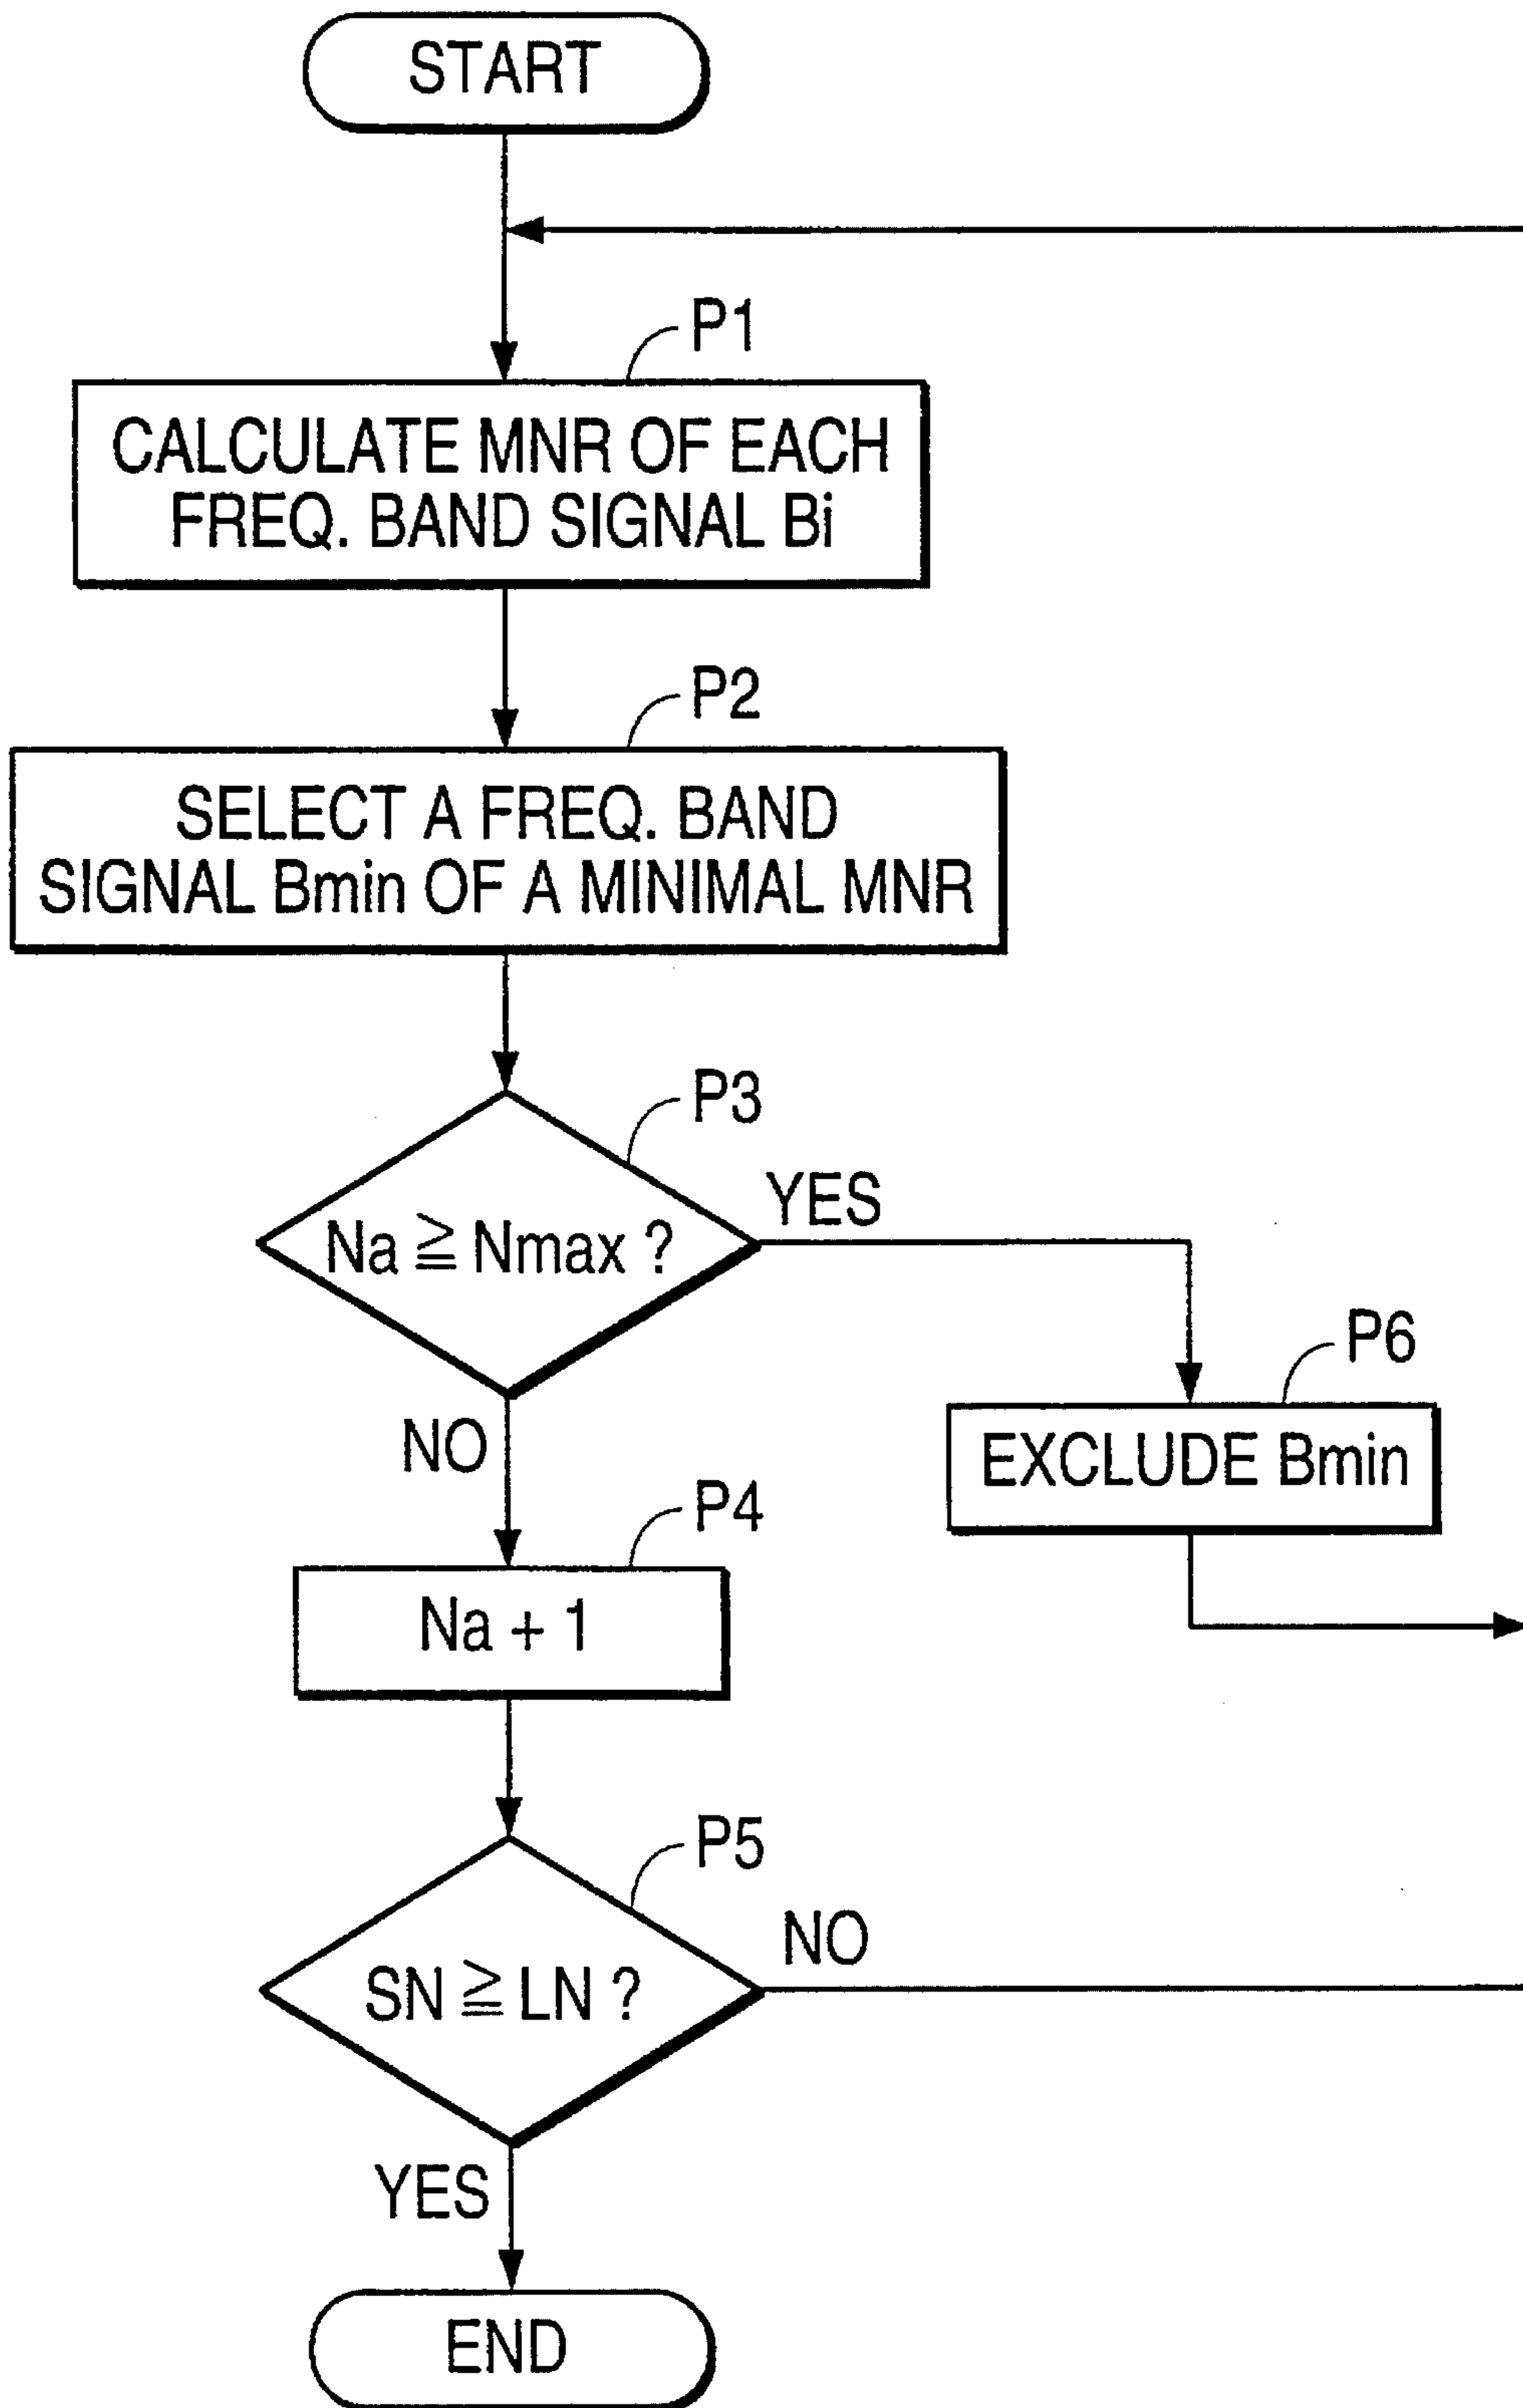 START
P1
CALCULATE MNR OF EACH
FREQ. BAND SIGNAL Bi
P2
SELECT A FREQ. BAND
SIGNAL Bmin OF A MINIMAL MNR
P3
Na ≧ Nmax ?
YES
NO
P6
EXCLUDE Bmin
P4
Na + 1
P5
SN ≧ LN ?
NO
YES
END